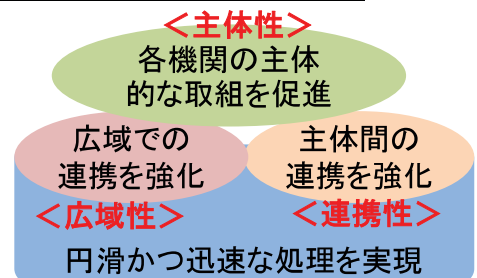 ＜主体性＞
各機関の主体
的な取組を促進
広域での
連携を強化
＜広域性＞
主体間の
連携を強化
＜連携性＞
円滑かつ迅速な処理を実現